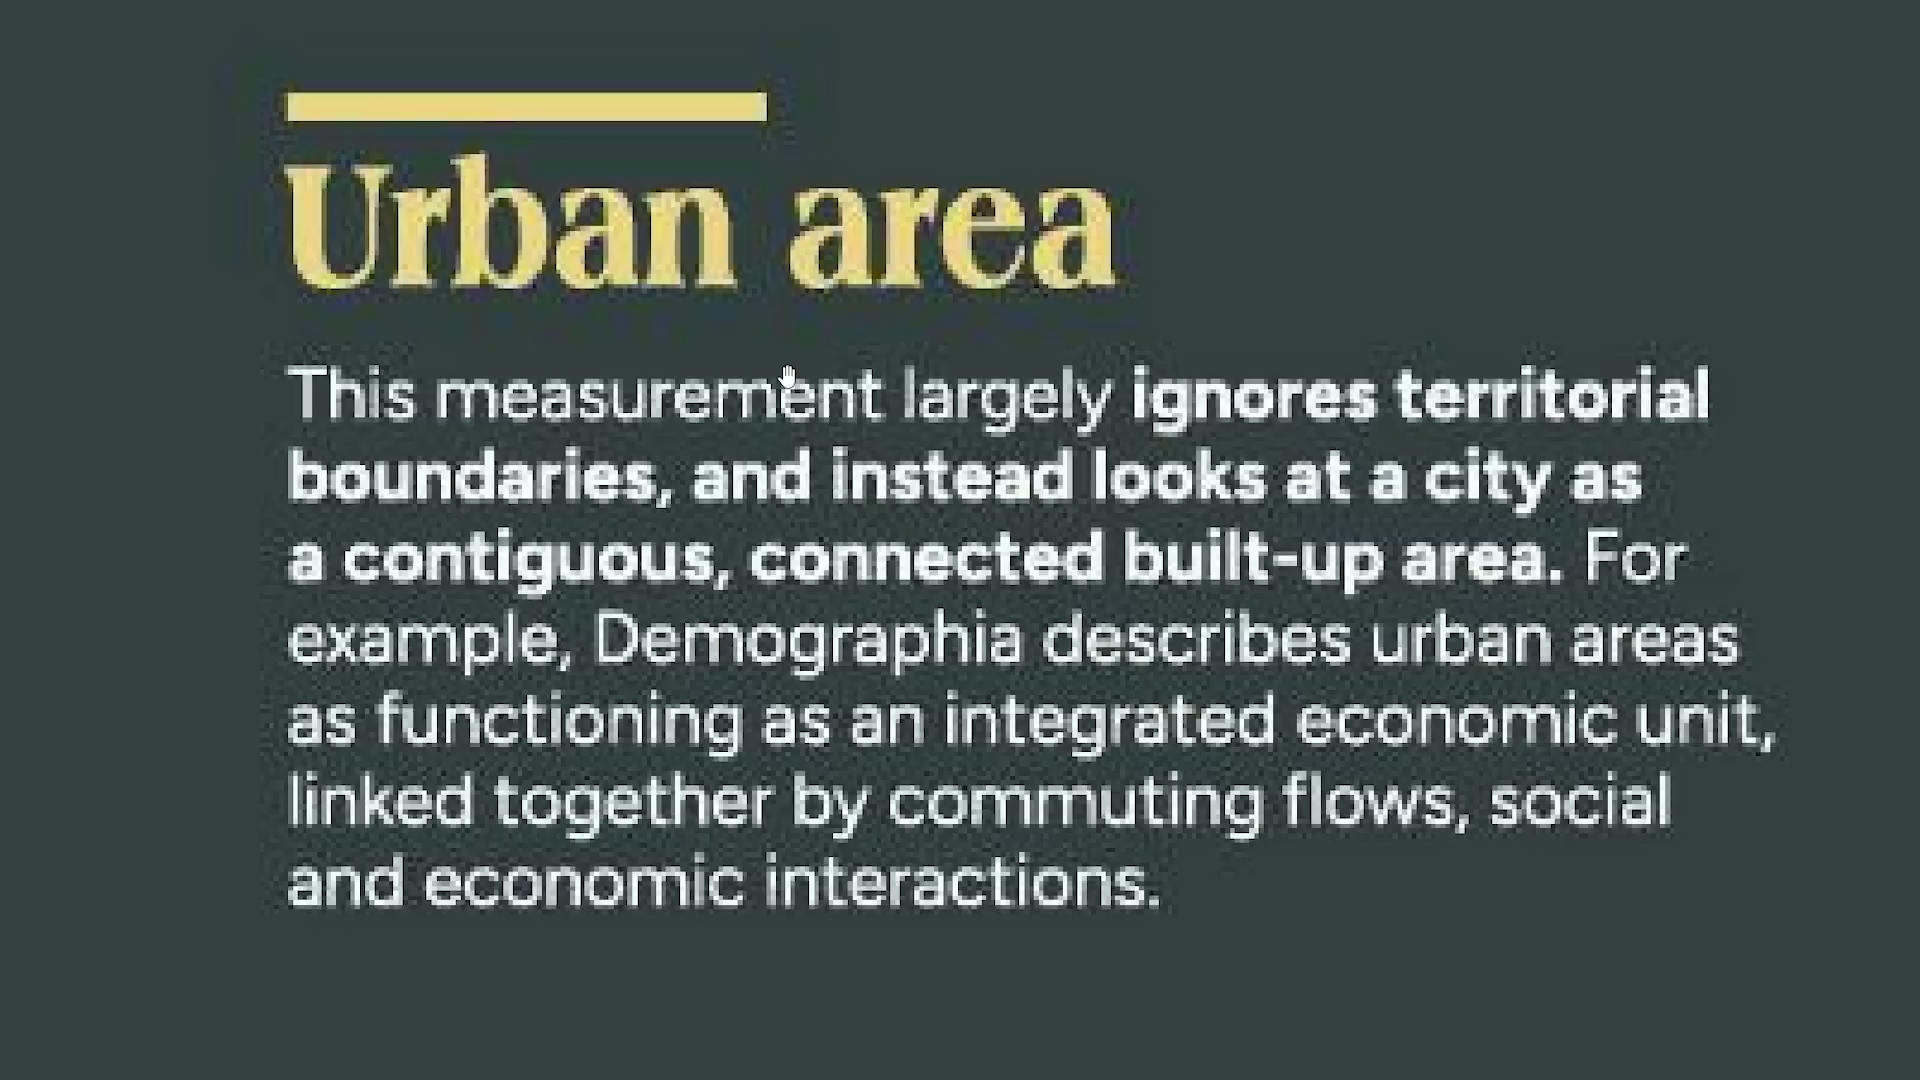 Urban area
This measurement largely ignores territorial
boundaries, and instead looks at a city as
a contiguous, connected built-up area. For
example, Demographia describes urban areas
as functioning as an integrated economic unit,
linked together by commuting flows, social
and economic interactions.